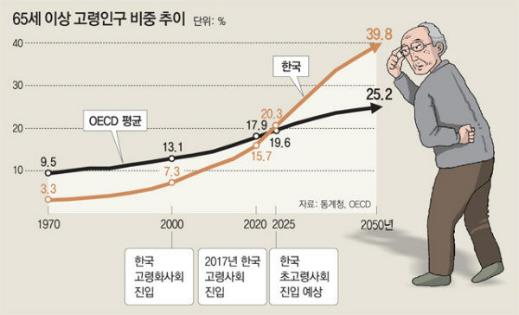 65세 이상 고령인구 비중 추이 단위: %
40
39.8
한국
30
25.2
OECD 평균
20.3
20
17.9
19.6
13.1
15.7
9.5
10
7.3
3.3
자료: 통계청, OECD
1970
2000
2020
2025
2050년
한국
고령화사회
진입
2017년 한국
고령사회
진입
한국
초고령사회
진입 예상